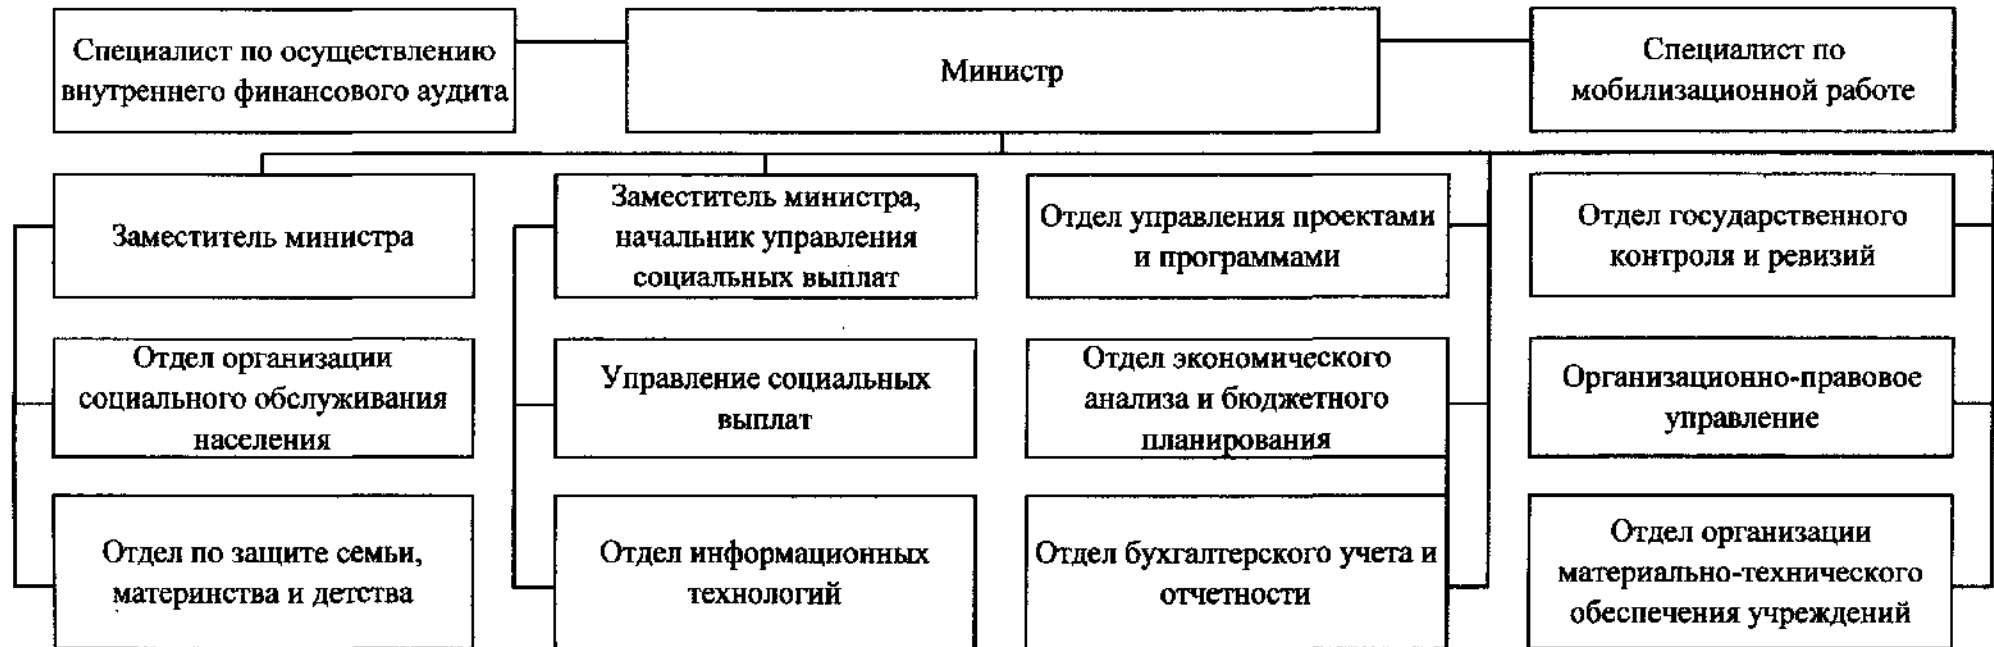 Специалист по осуществлению
внутреннего финансового аудита
Министр
Специалист по
мобилизационной работе
Заместитель министра
Заместитель министра,
начальник управления
социальных выплат
Отдел управления проектами
и программами
Отдел государственного
контроля и ревизий
Отдел организации
социального обслуживания
населения
Управление социальных
выплат
Отдел экономического
анализа и бюджетного
планирования
Организационно-правовое
управление
Отдел по защите семьи,
материнства и детства
Отдел информационных
технологий
Отдел бухгалтерского учета и
отчетности
Отдел организации
материально-технического
обеспечения учреждений